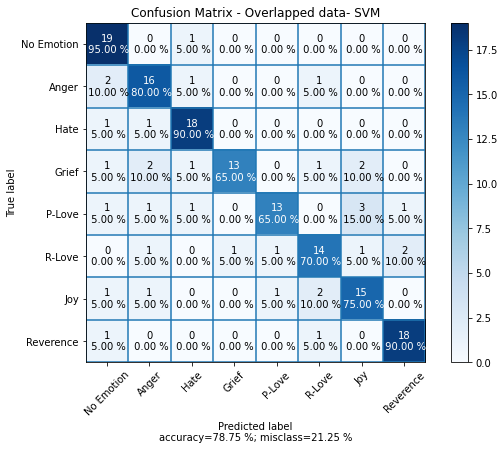 Confusion Matrix - Overlapped data- SVM
No Emotion 19 0 1 0 0 0 0 0
95.00 % 0.00 % 5.00 % 0.00 % 0.00 % 0.00 % 0.00 % 0.00 %
Anger 2 16 1 0 0 1 0 0
10.00 % 80.00 % 5.00 % 0.00 % 0.00 % 5.00 % 0.00 % 0.00 %
Hate 1 1 18 0 0 0 0 0
5.00 % 5.00 % 90.00 % 0.00 % 0.00 % 0.00 % 0.00 % 0.00 %
Grief 1 2 1 13 0 1 2 0
5.00 % 10.00 % 5.00 % 65.00 % 0.00 % 5.00 % 10.00 % 0.00 %
P-Love 1 1 1 0 13 0 3 1
5.00 % 5.00 % 5.00 % 0.00 % 65.00 % 0.00 % 15.00 % 5.00 %
R-Love 0 1 0 1 1 14 1 2
0.00 % 5.00 % 0.00 % 5.00 % 5.00 % 70.00 % 5.00 % 10.00 %
Joy 1 1 0 0 1 2 15 0
5.00 % 5.00 % 0.00 % 0.00 % 5.00 % 10.00 % 75.00 % 0.00 %
Reverence 1 0 0 0 0 1 0 18
5.00 % 0.00 % 0.00 % 0.00 % 0.00 % 5.00 % 0.00 % 90.00 %
True label
No Emotion Anger Hate Grief P-Love R-Love Joy Reverence
Predicted label
accuracy=78.75 %; misclass=21.25 %
17.5
15.0
12.5
10.0
7.5
5.0
2.5
0.0